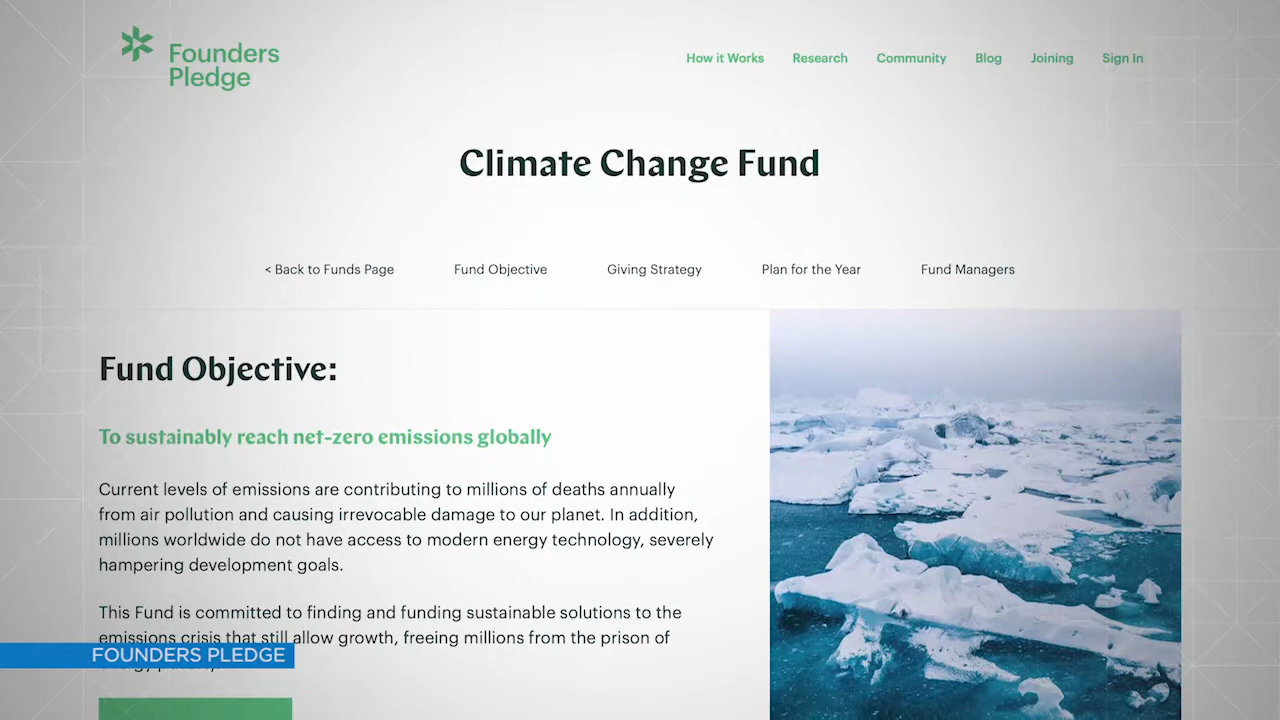 Founders
Pledge
How it Works Research Community Blog Joining Sign In
Climate Change Fund
< Back to Funds Page Fund Objective Giving Strategy Plan for the Year Fund Managers
Fund Objective:
To sustainably reach net-zero emissions globally
Current levels of emissions are contributing to millions of deaths annually
from air pollution and causing irrevocable damage to our planet. In addition,
millions worldwide do not have access to modern energy technology, severely
hampering development goals.
This Fund is committed to finding and funding sustainable solutions to the
emissions crisis that still allow growth, freeing millions from the prison of
FOUNDERS PLEDGE